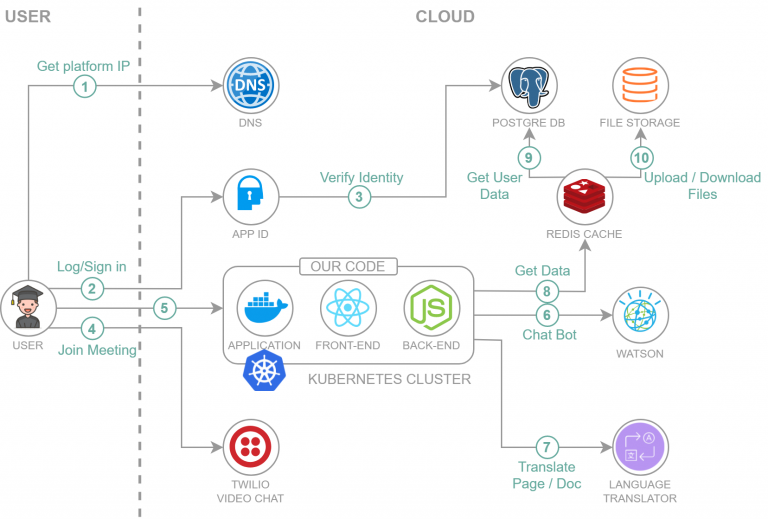 USER
CLOUD
Get platform IP
1
DNS
DNS
POSTGRE DB
FILE STORAGE
9
10
Verify Identity
3
Get User
Data
Upload / Download
Files
APP ID
REDIS CACHE
Log/Sign in
2
OUR CODE
Get Data
8
5
6
JS
USER
4
Join Meeting
APPLICATION
FRONT-END
BACK-END
Chat Bot
WATSON
KUBERNETES CLUSTER
7
A
文
Translate
Page / Doc
TWILIO
VIDEO CHAT
LANGUAGE
TRANSLATOR